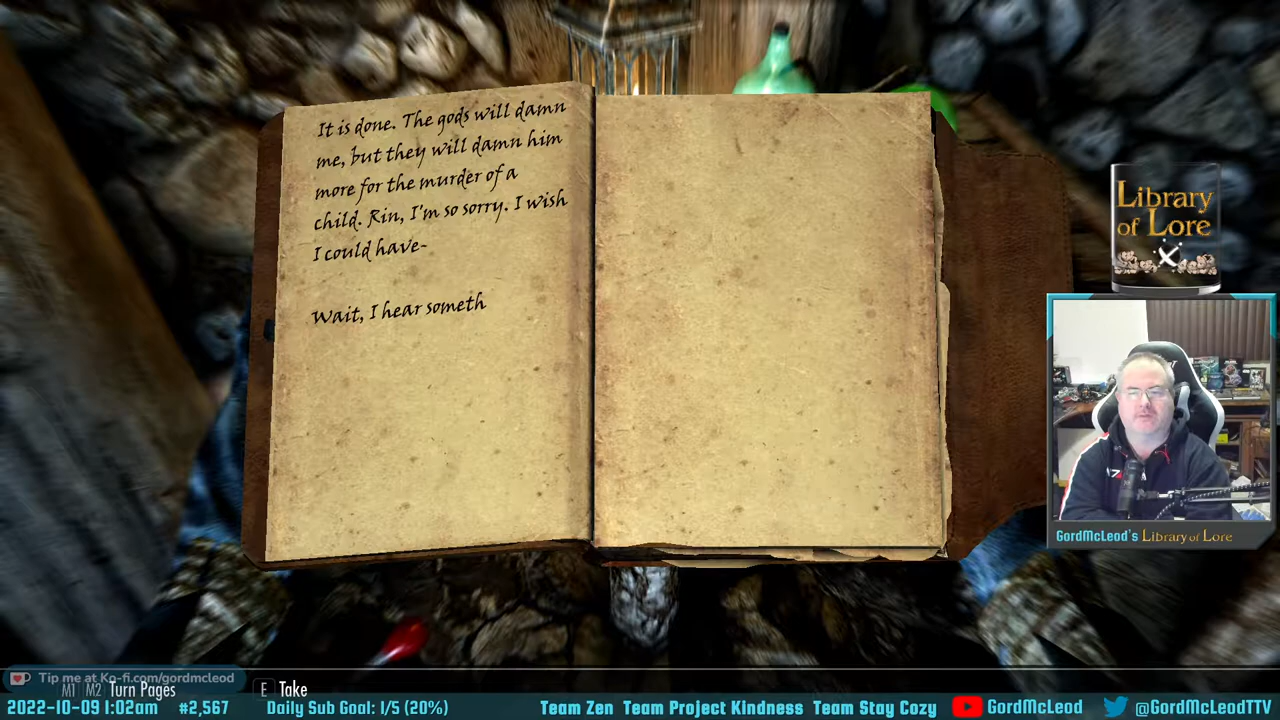 It is done. The gods will damn
me, but they will damn him
more for the murder of a
child. Rin, I'm so sorry. I wish
I could have-
Wait, I hear someth
Library
of Lore
GordMcLeod's Library of Lore
Tip me at Ko-fi.com/gordmcleod
M1 M2 Turn Pages
E Take
2022-10-09 1:02am #2,567 Daily Sub Goal: 1/5 (20%) Team Zen Team Project Kindness Team Stay Cozy GordMcLeod @GordMcLeodTTV